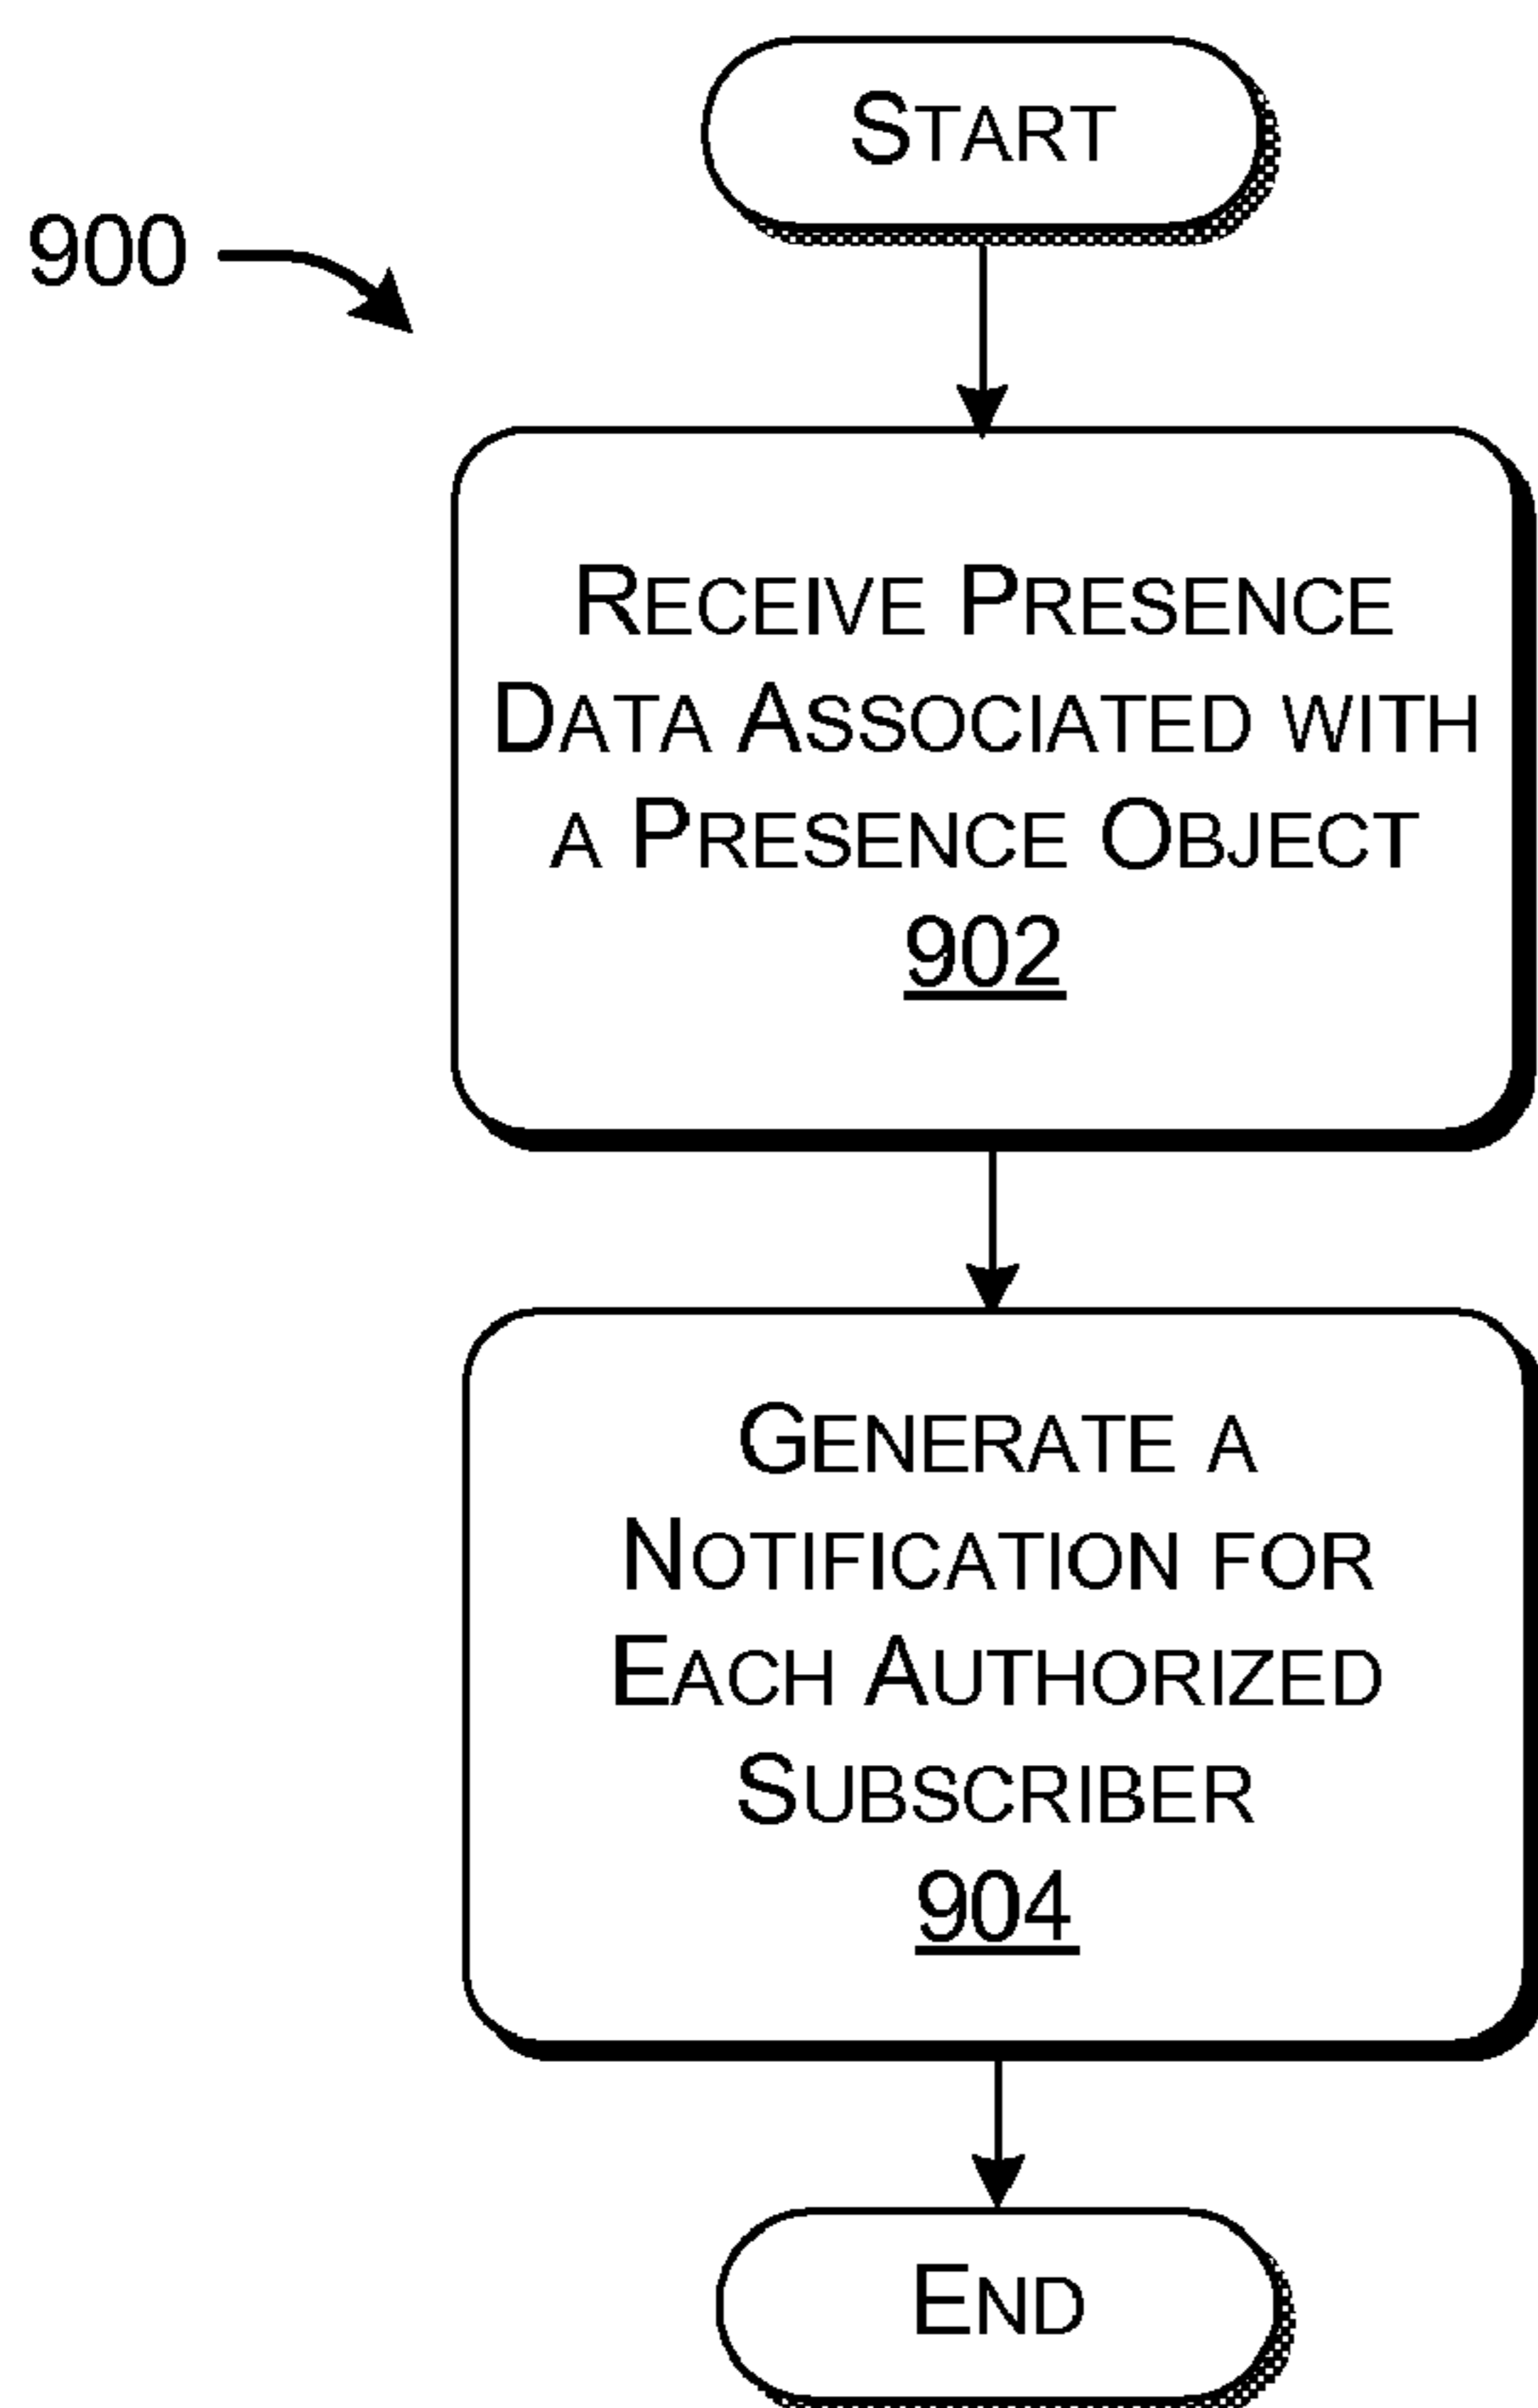 START
900
RECEIVE PRESENCE
DATA ASSOCIATED WITH
A PRESENCE OBJECT
902
GENERATE A
NOTIFICATION FOR
EACH AUTHORIZED
SUBSCRIBER
904
END